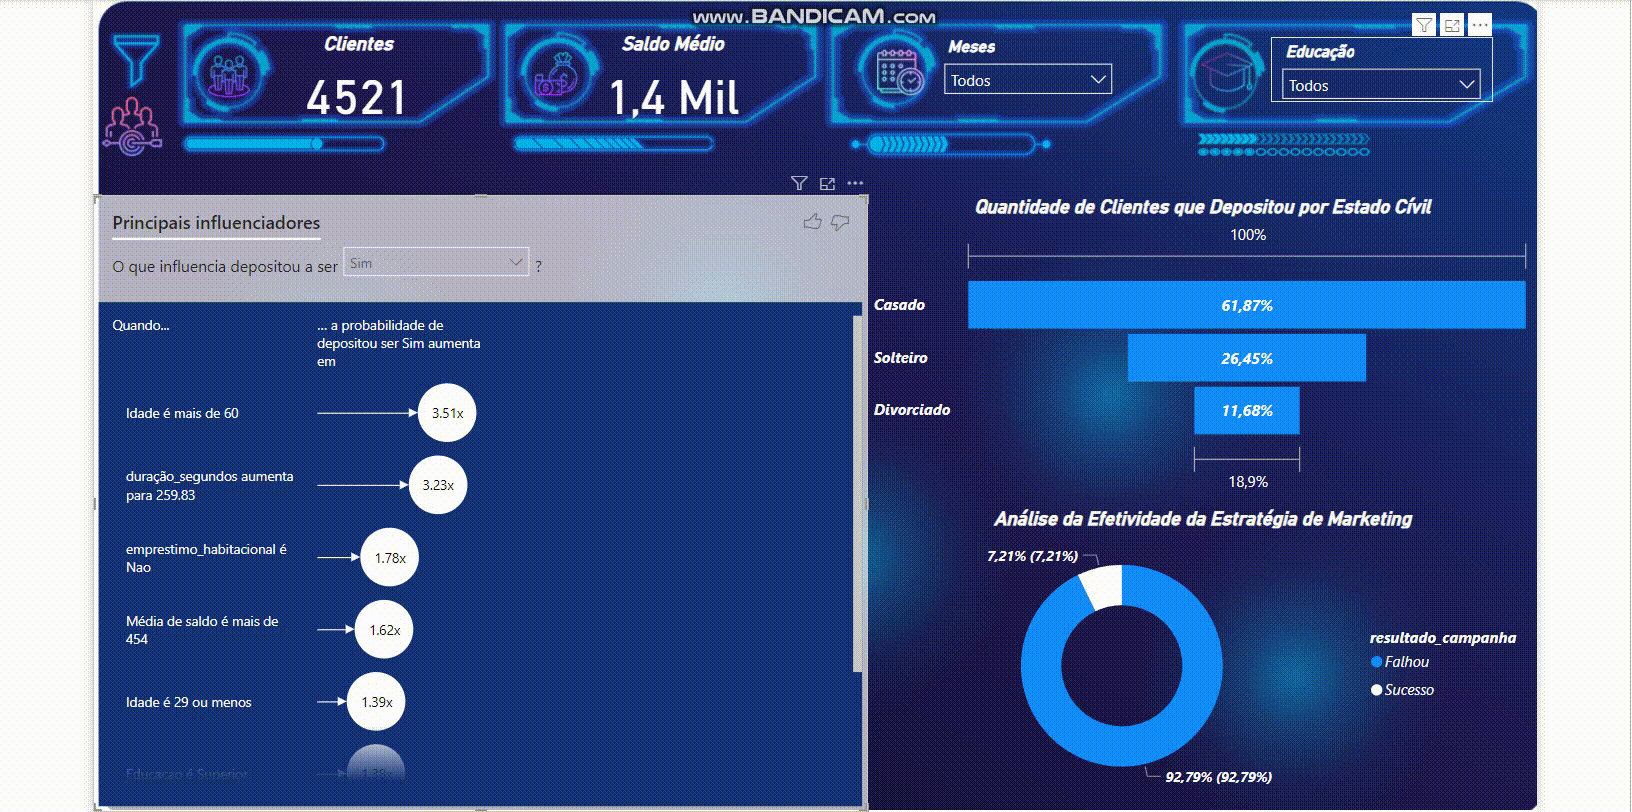 www.BANDICAM.com
Clientes
4521
Saldo Médio
1,4 Mil
Meses
Todos
Educação
Todos
Principais influenciadores
O que influencia depositou a ser Sim ?
Quando...
... a probabilidade de
depositou ser Sim aumenta
em
Idade é mais de 60
3.51x
duração_segundos aumenta
para 259.83
3.23x
emprestimo_habitacional é
Nao
1.78x
Média de saldo é mais de
454
1.62x
Idade é 29 ou menos
1.39x
Educacao é Superior
Quantidade de Clientes que Depositou por Estado Cívil
100%
Casado
61,87%
Solteiro
26,45%
Divorciado
11,68%
18,9%
Análise da Efetividade da Estratégia de Marketing
7,21% (7,21%)
92,79% (92,79%)
resultado_campanha
Falhou
Sucesso